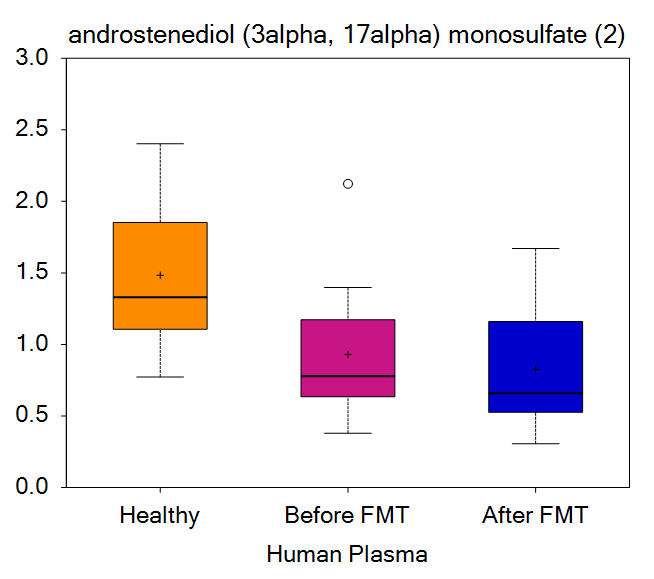 androstenediol (3alpha, 17alpha) monosulfate (2)
3.0
2.5
2.0
1.5
1.0
0.5
0.0
Healthy Before FMT After FMT
Human Plasma